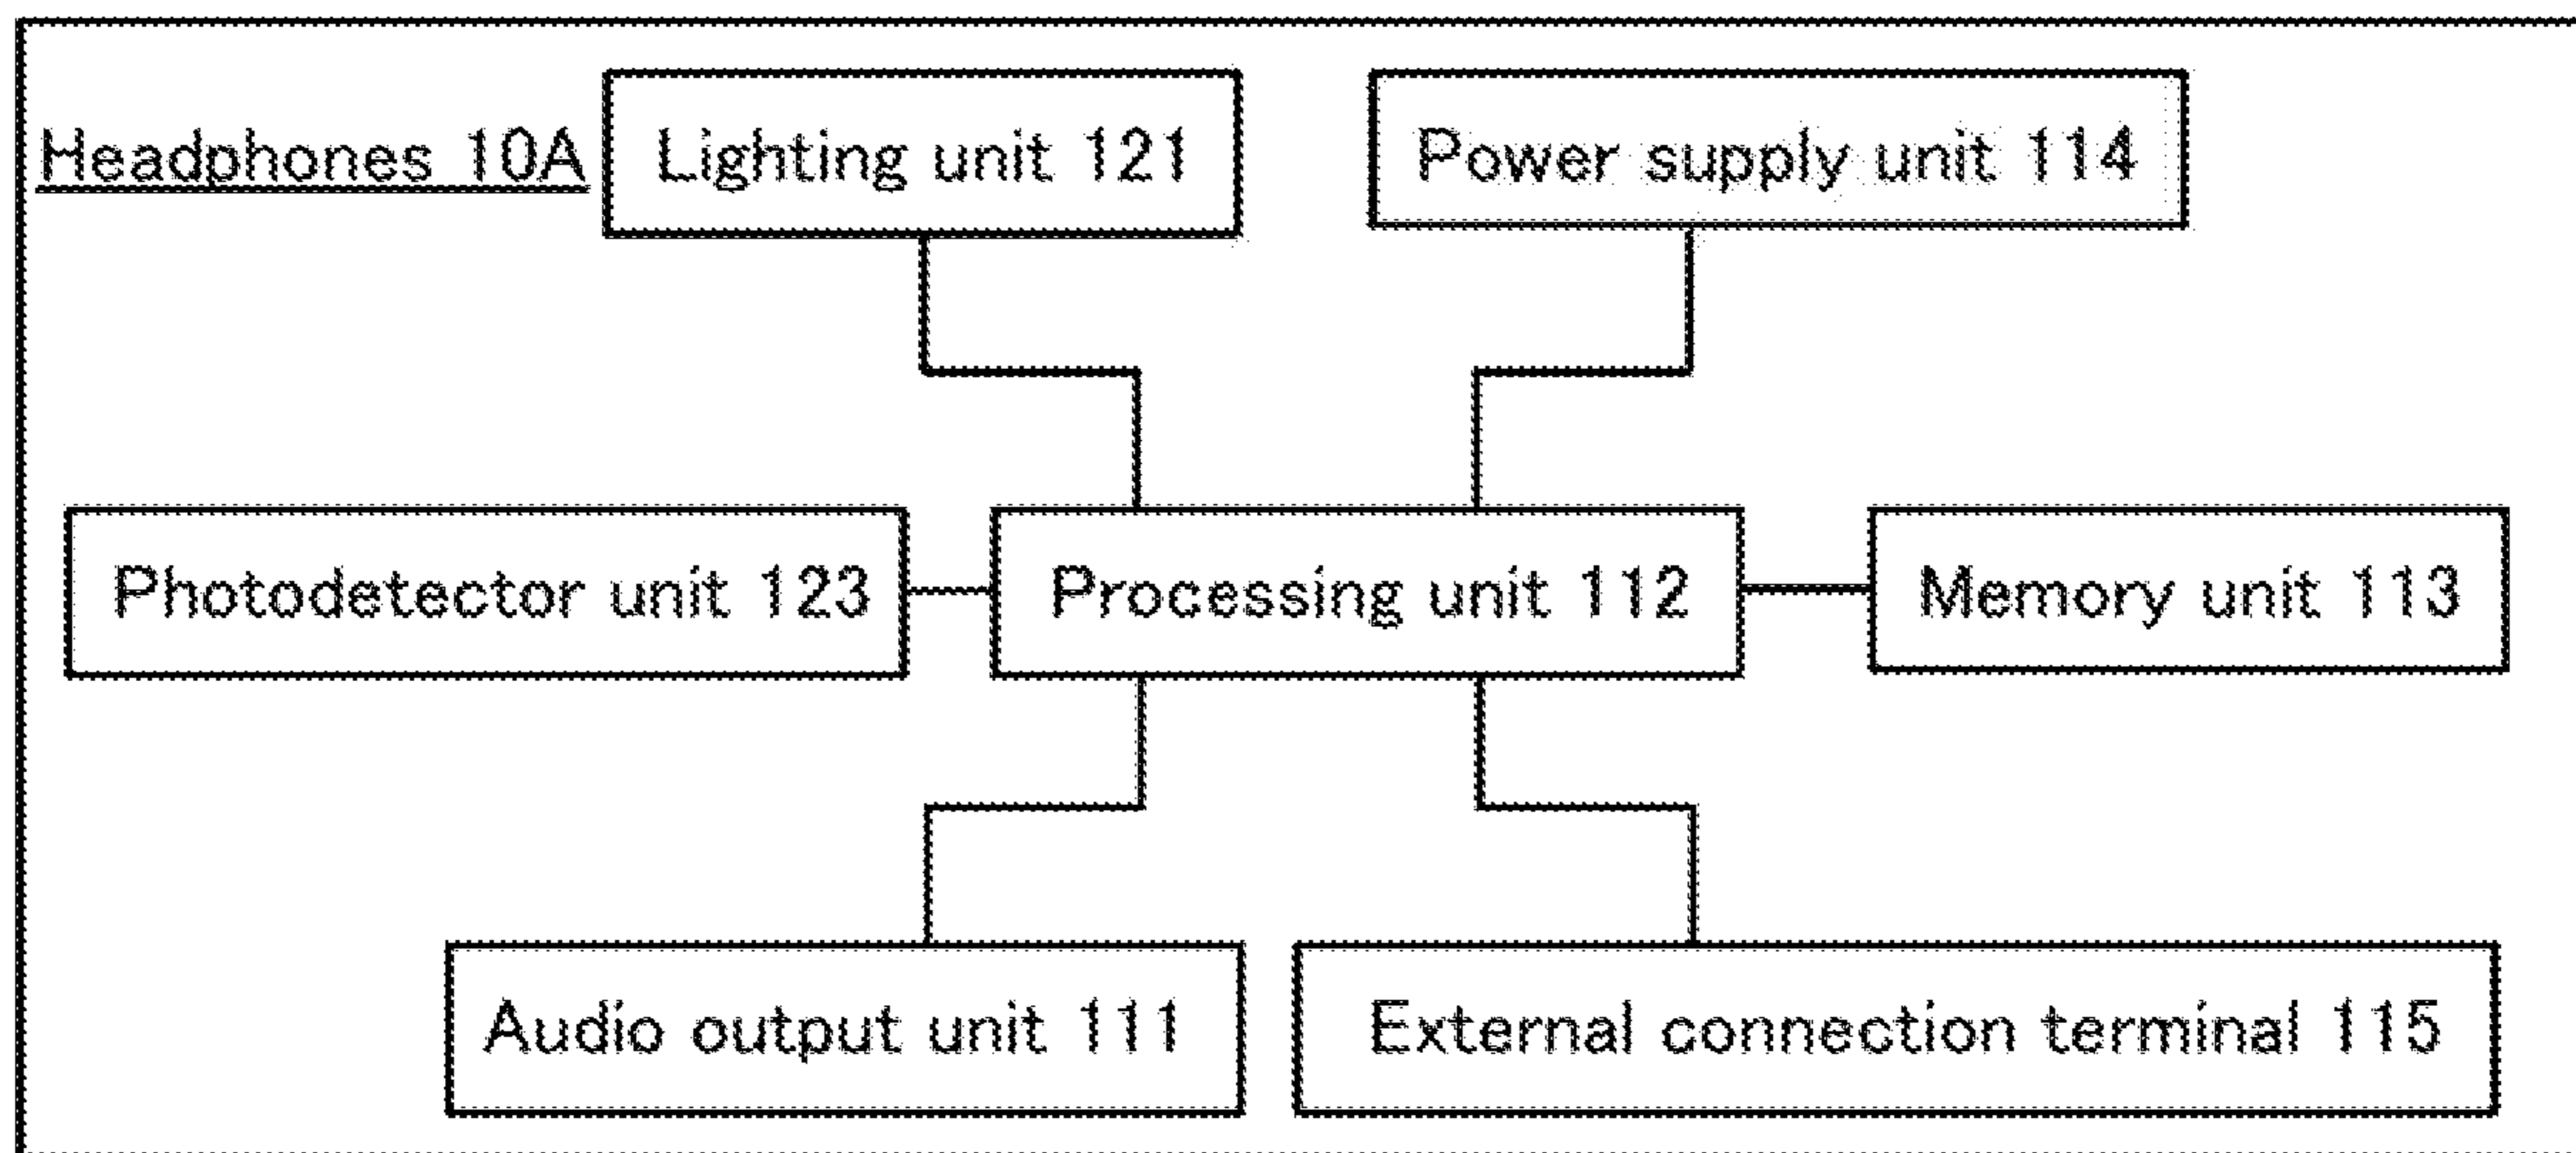 Headphones 10A
Lighting unit 121
Power supply unit 114
Photodetector unit 123
Processing unit 112
Memory unit 113
Audio output unit 111
External connection terminal 115